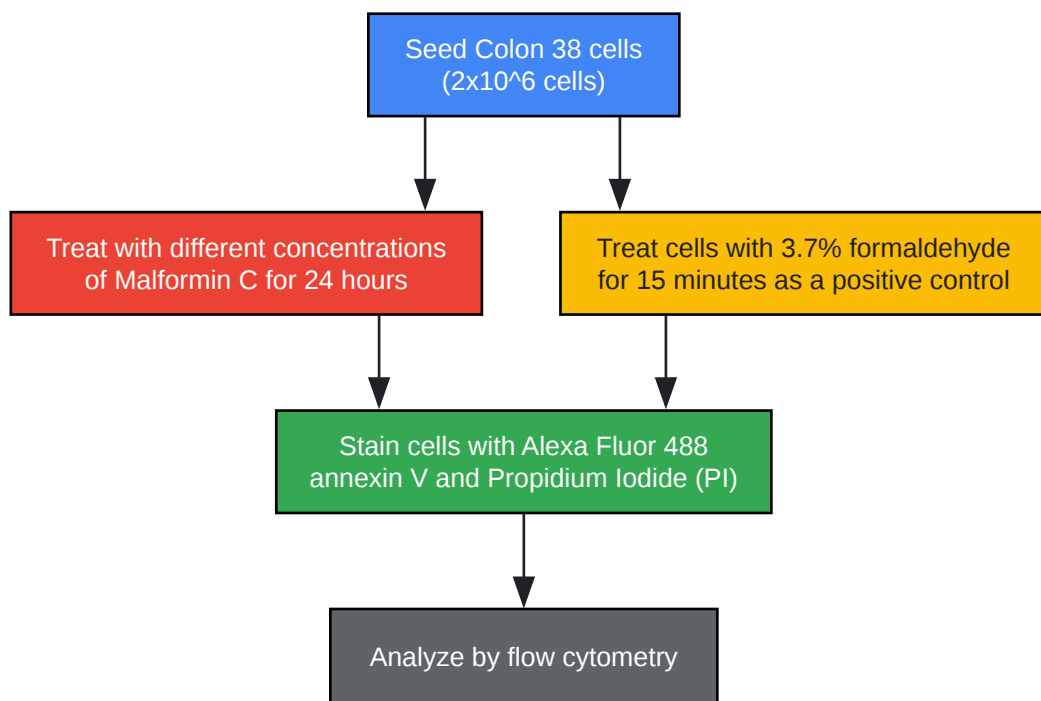 Seed Colon 38 cells
(2x10^6 cells)
Treat with different concentrations
of Malformin C for 24 hours
Treat cells with 3.7% formaldehyde
for 15 minutes as a positive control
Stain cells with Alexa Fluor 488
annexin V and Propidium Iodide (PI)
Analyze by flow cytometry